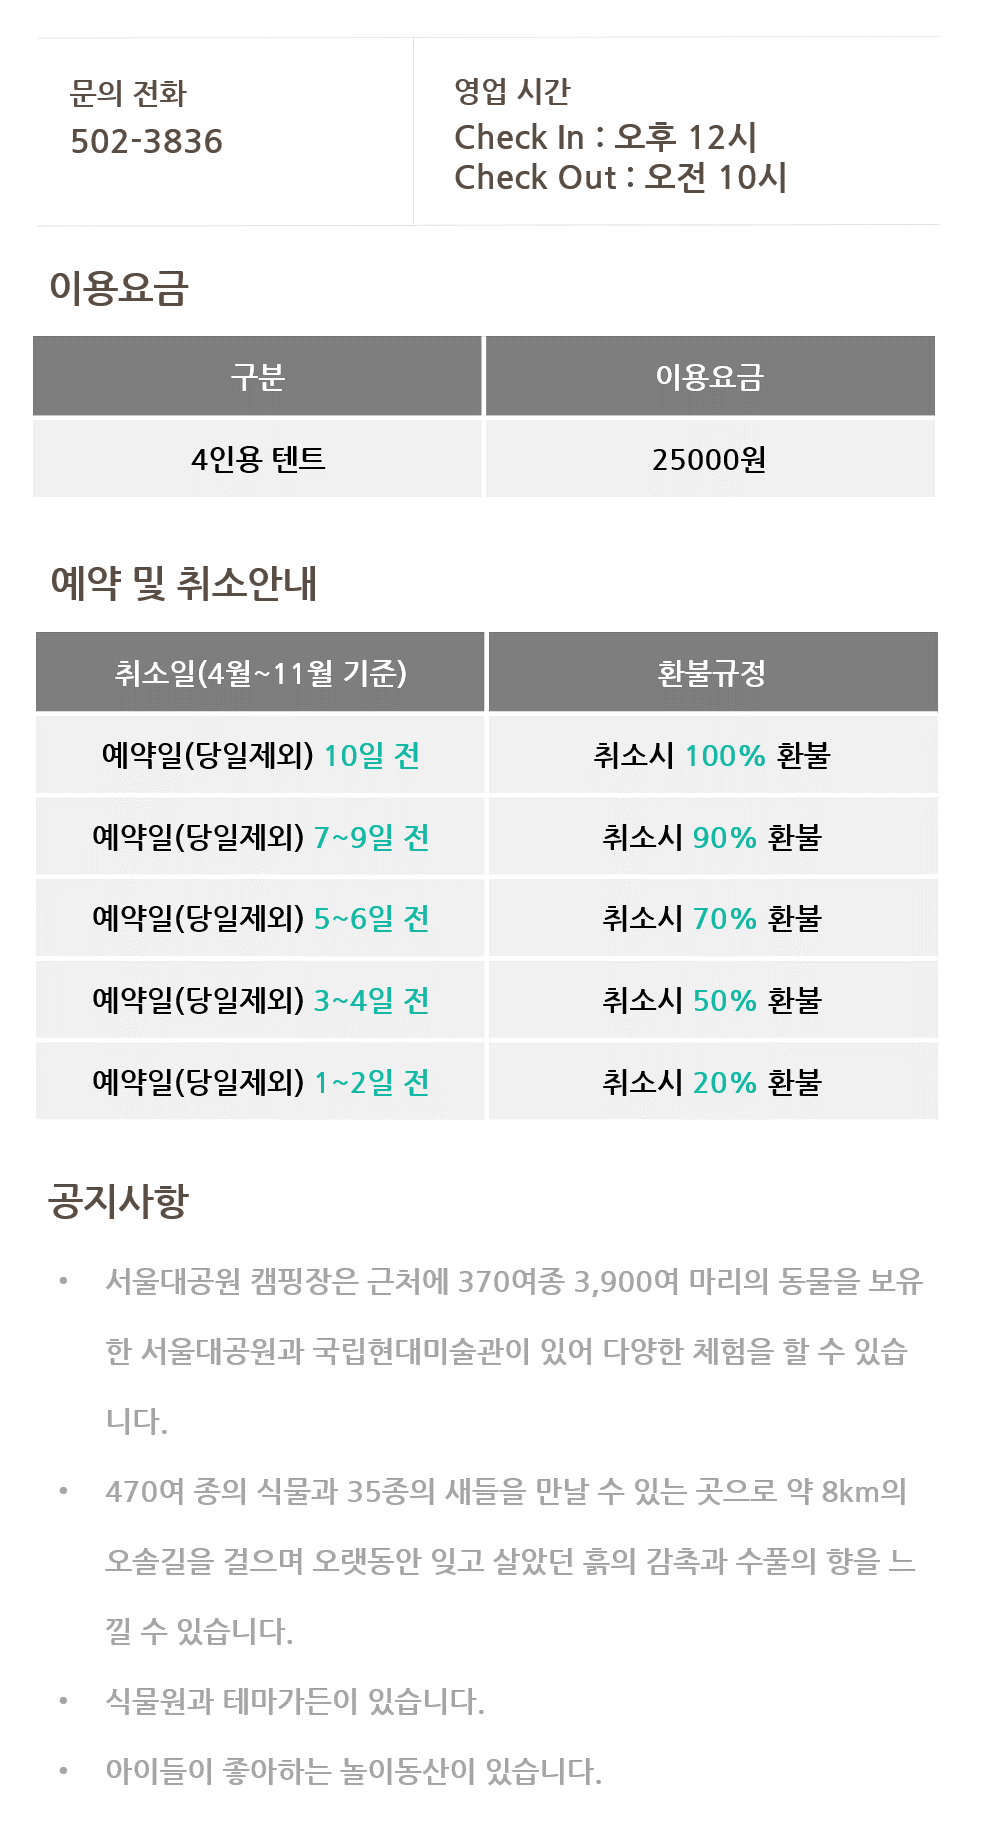 문의 전화
502-3836
영업 시간
Check In : 오후 12시
Check Out : 오전 10시
이용요금
구분 이용요금
4인용 텐트 25000원
예약 및 취소안내
취소일(4월~11월 기준) 환불규정
예약일(당일제외) 10일 전 취소시 100% 환불
예약일(당일제외) 7~9일 전 취소시 90% 환불
예약일(당일제외) 5~6일 전 취소시 70% 환불
예약일(당일제외) 3~4일 전 취소시 50% 환불
예약일(당일제외) 1~2일 전 취소시 20% 환불
공지사항
• 서울대공원 캠핑장은 근처에 370여종 3,900여 마리의 동물을 보유
한 서울대공원과 국립현대미술관이 있어 다양한 체험을 할 수 있습
니다.
• 470여 종의 식물과 35종의 새들을 만날 수 있는 곳으로 약 8km의
오솔길을 걸으며 오랫동안 잊고 살았던 흙의 감촉과 수풀의 향을 느
낄 수 있습니다.
• 식물원과 테마가든이 있습니다.
• 아이들이 좋아하는 놀이동산이 있습니다.